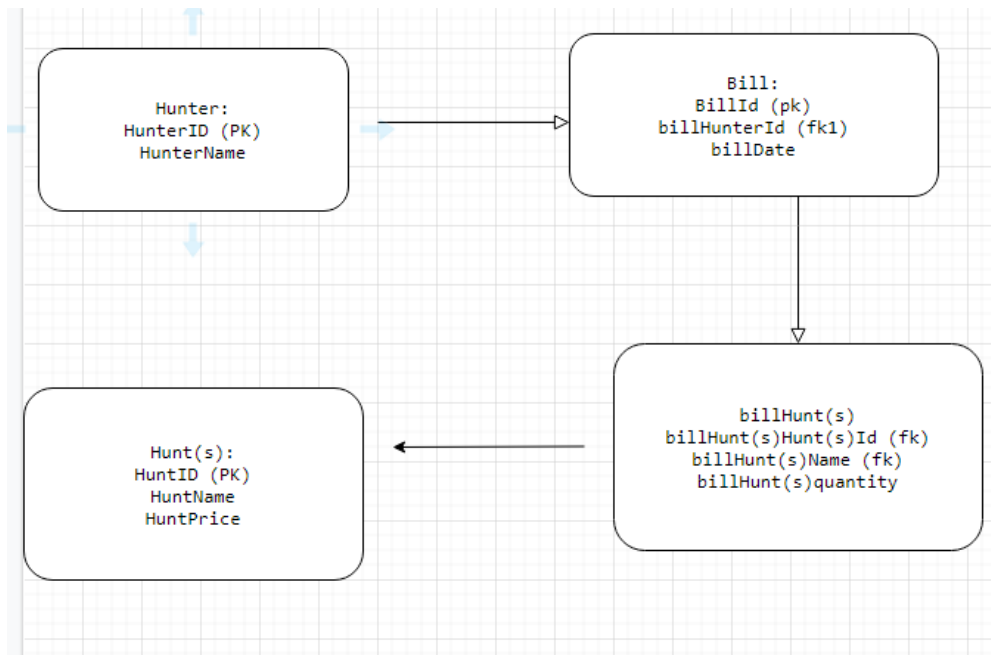 Hunter:
HunterID (PK)
HunterName
Bill:
BillId (pk)
billHunterId (fk1)
billDate
Hunt(s):
HuntID (PK)
HuntName
HuntPrice
billHunt(s)
billHunt(s)Hunt(s)Id (fk)
billHunt(s)Name (fk)
billHunt(s)quantity